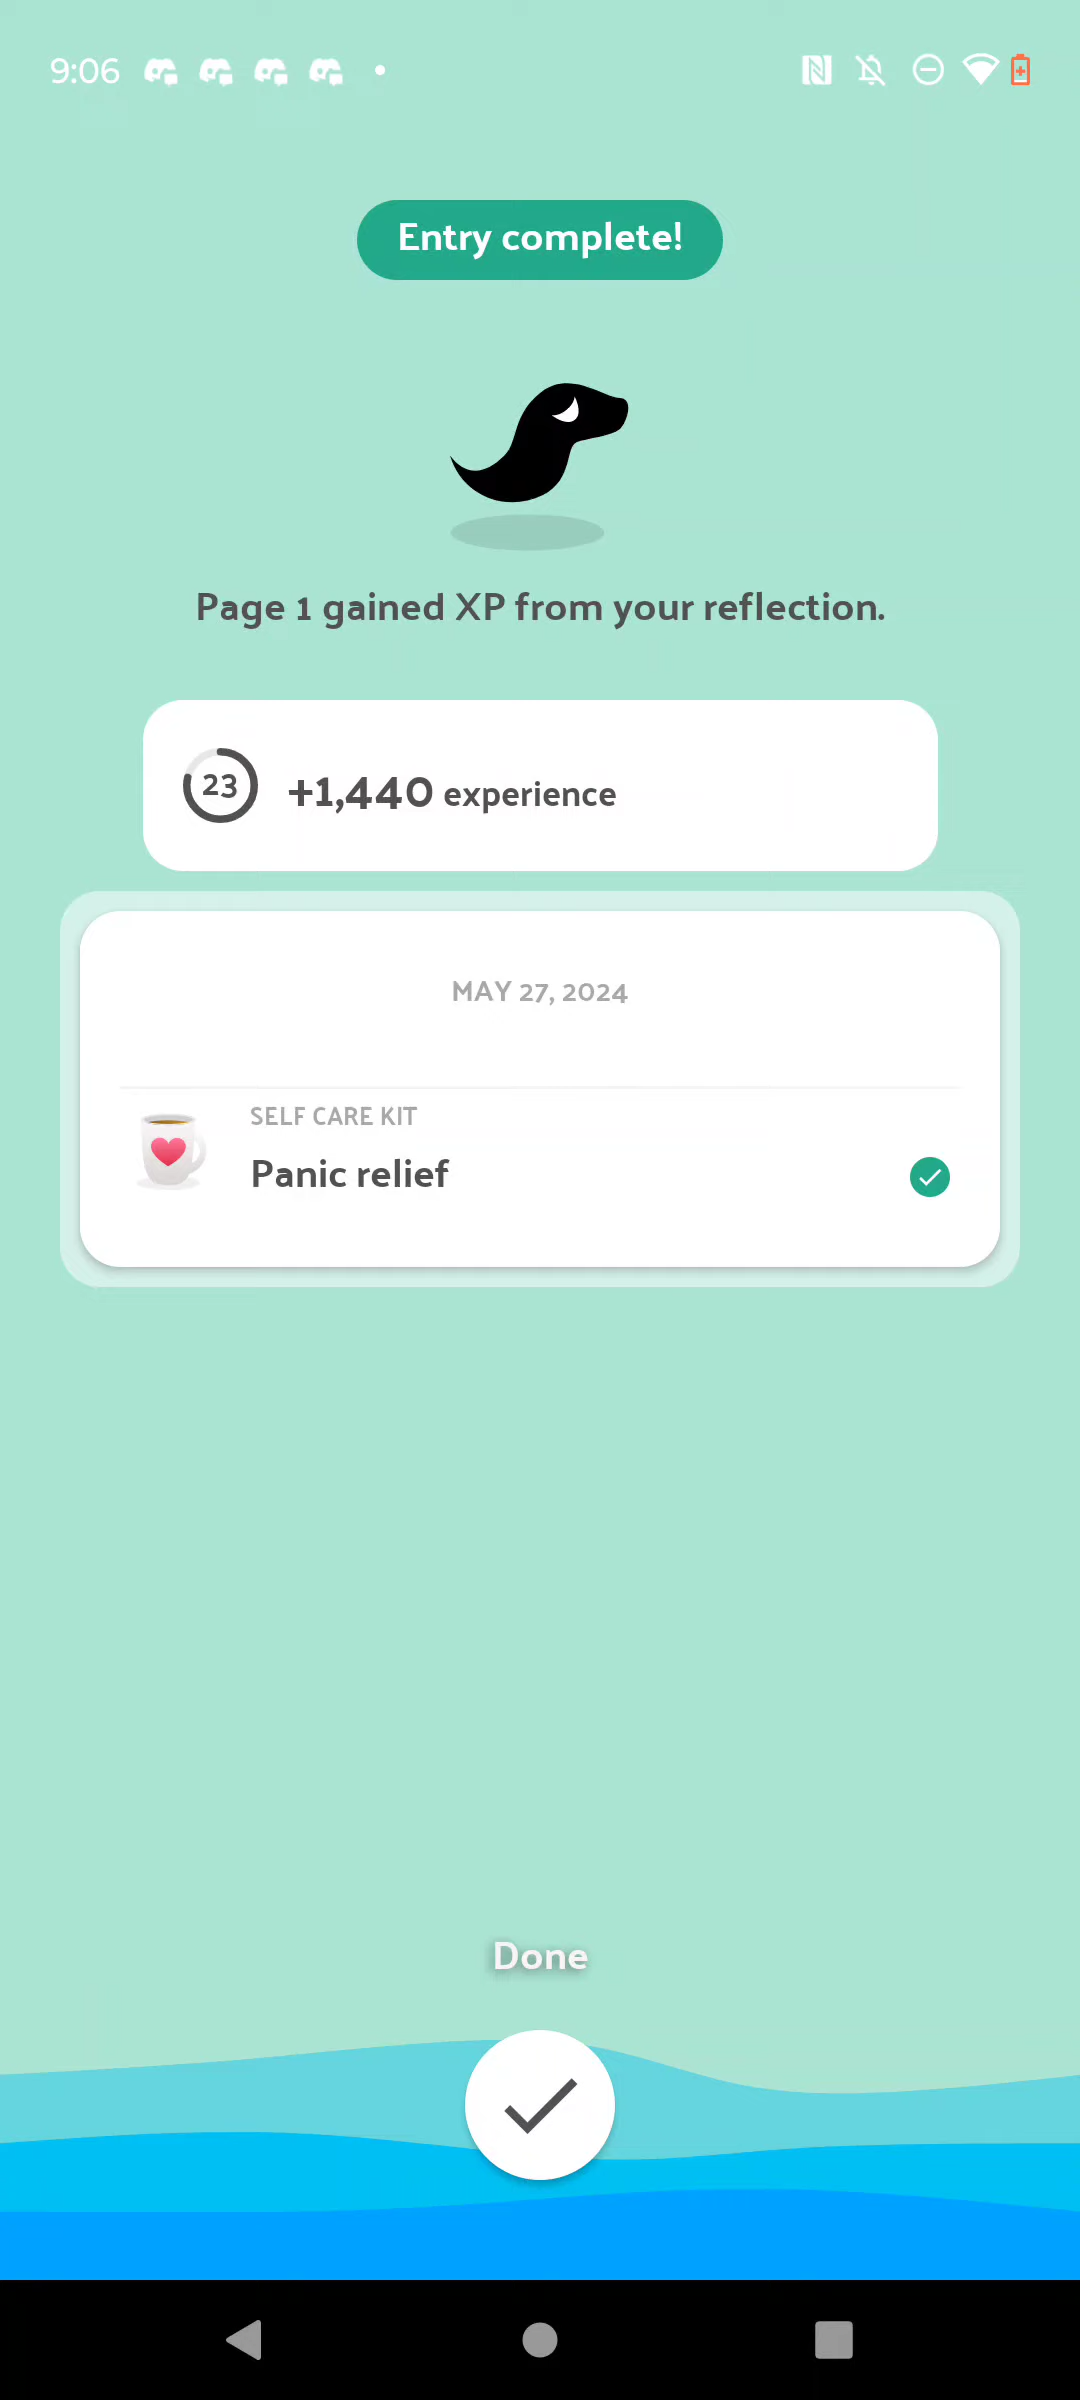 9:06
Entry complete!
Page 1 gained XP from your reflection.
23
+1,440 experience
MAY 27, 2024
SELF CARE KIT
Panic relief
Done